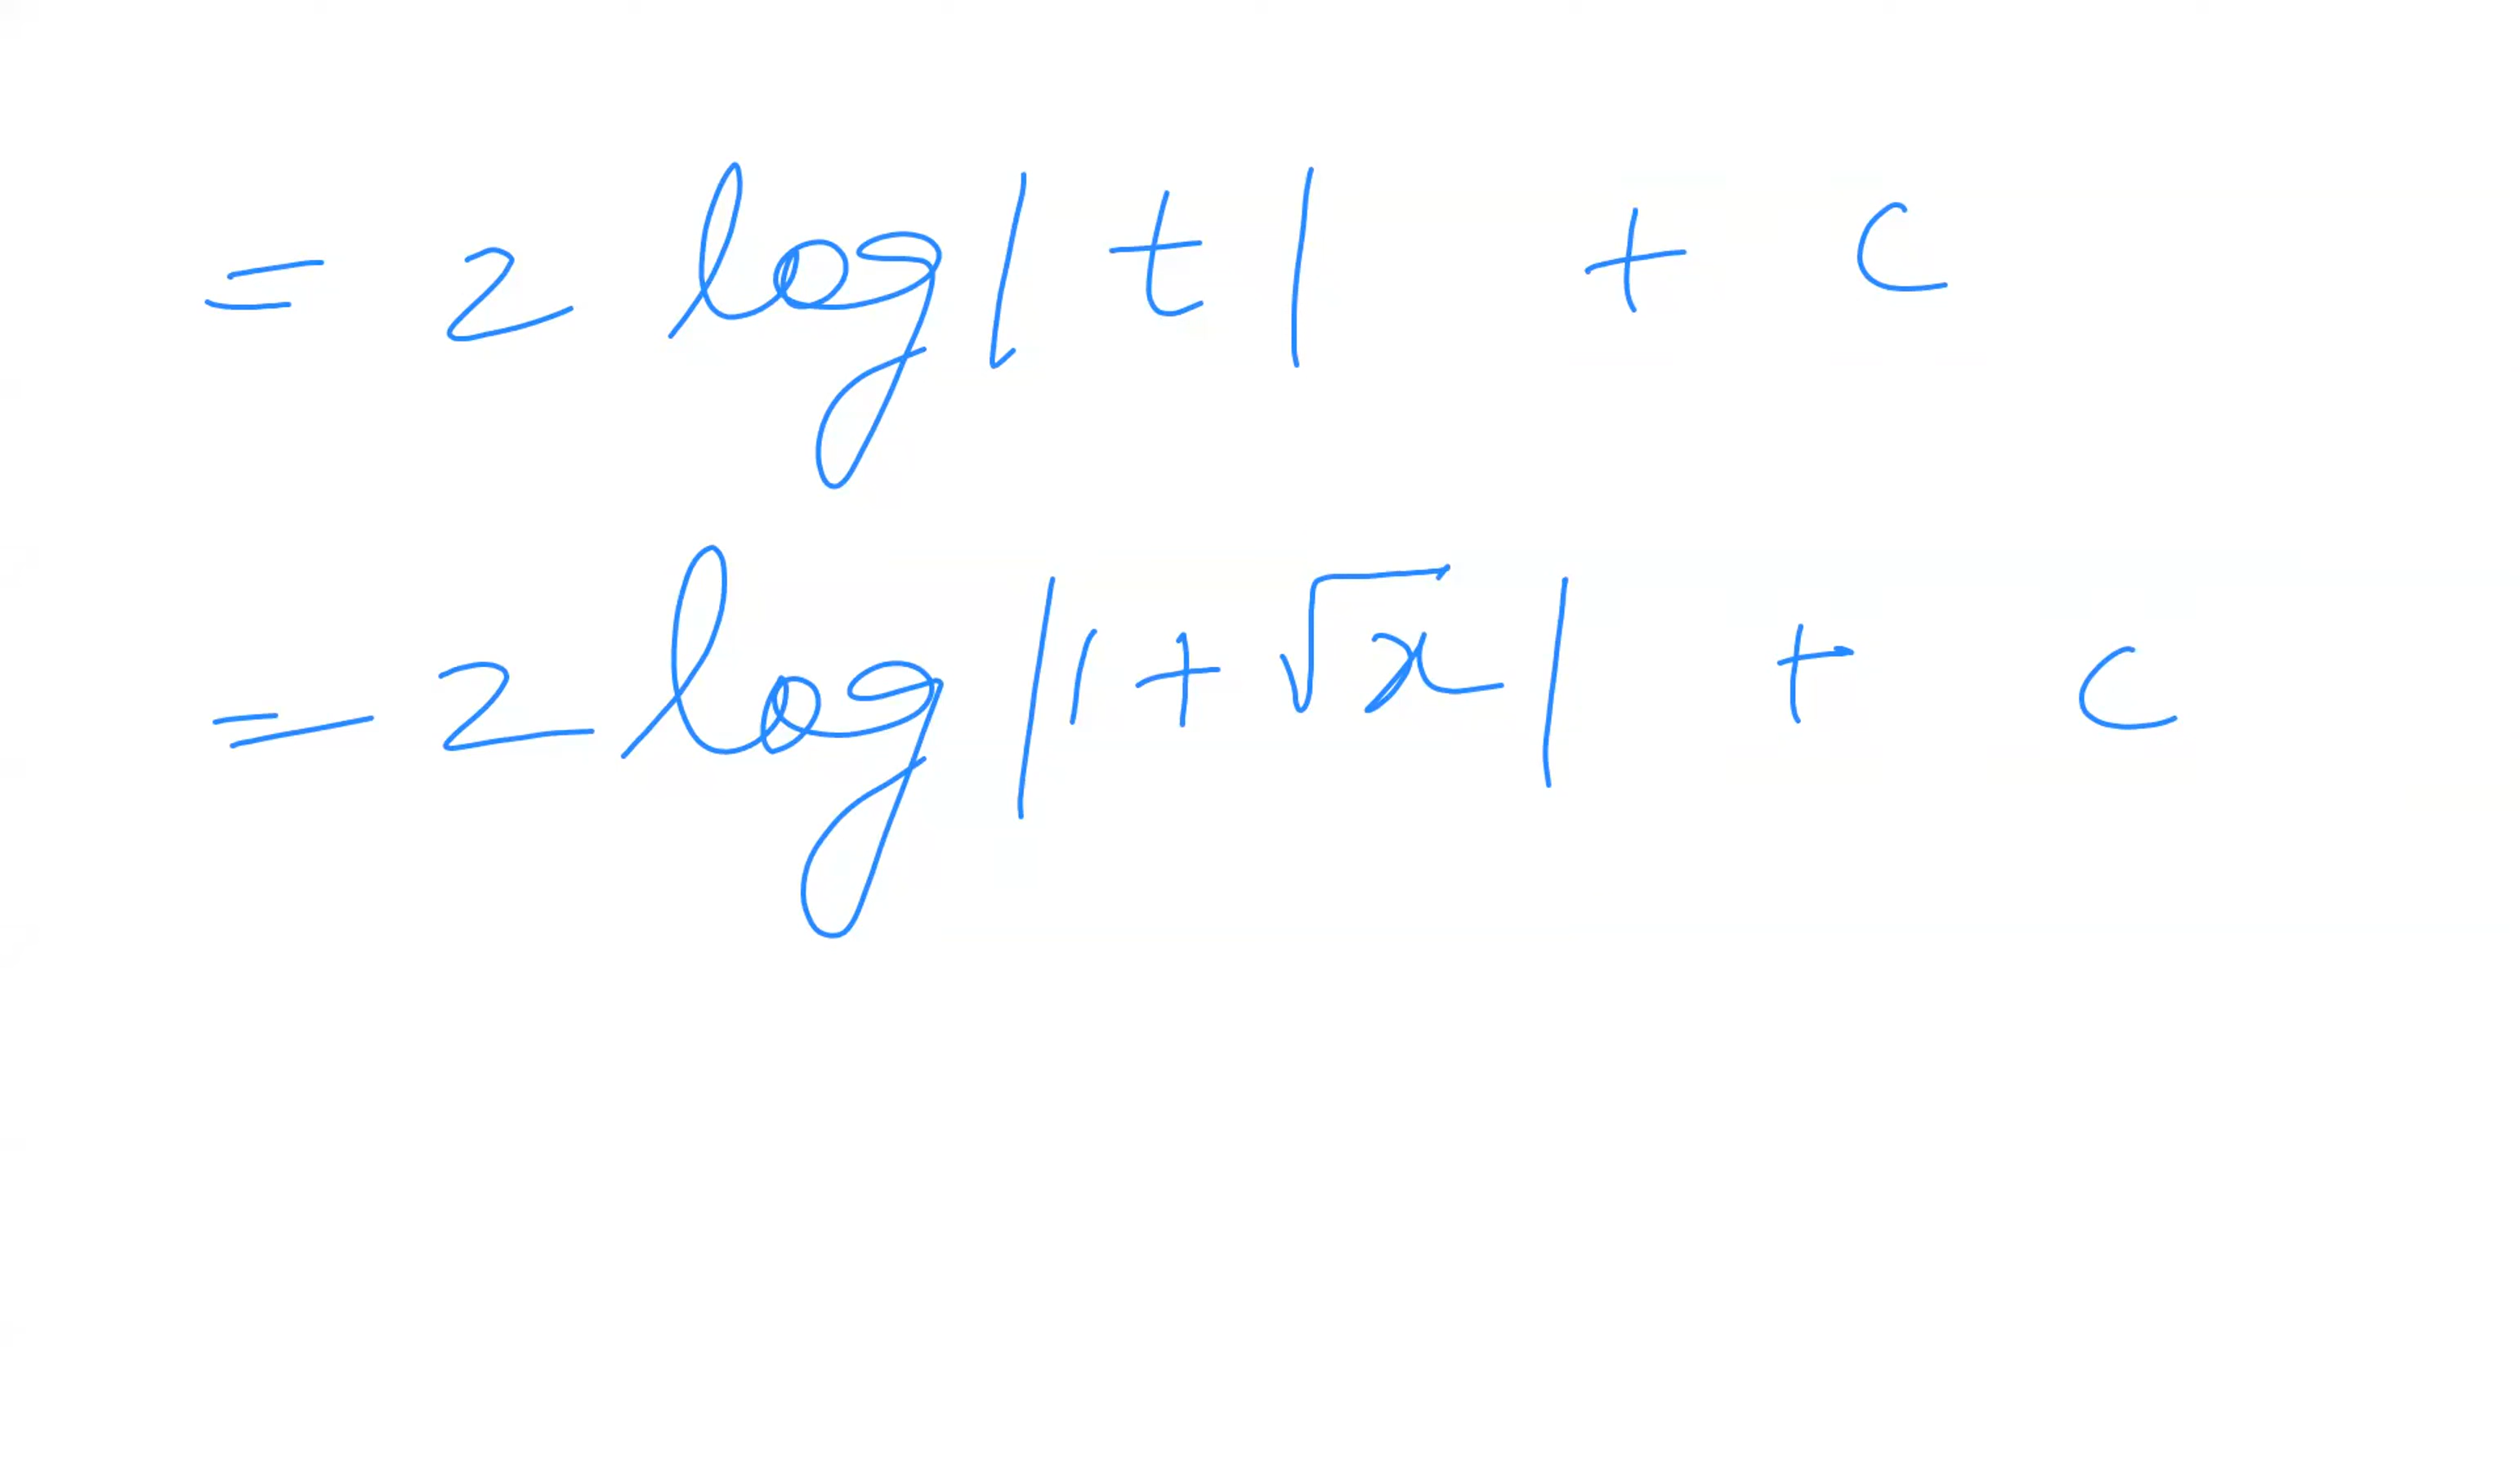 = 2 log | t | + c
= 2 log | 1 + √x | + c